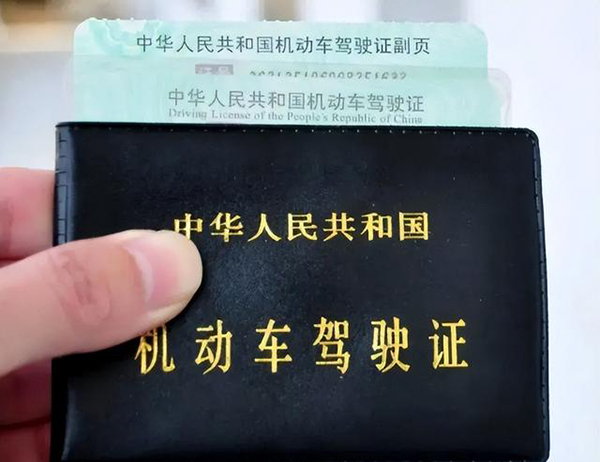 中华人民共和国机动车驾驶证副页
中华人民共和国机动车驾驶证
Driving License of the People's Republic of China
中华人民共和国
机动车驾驶证